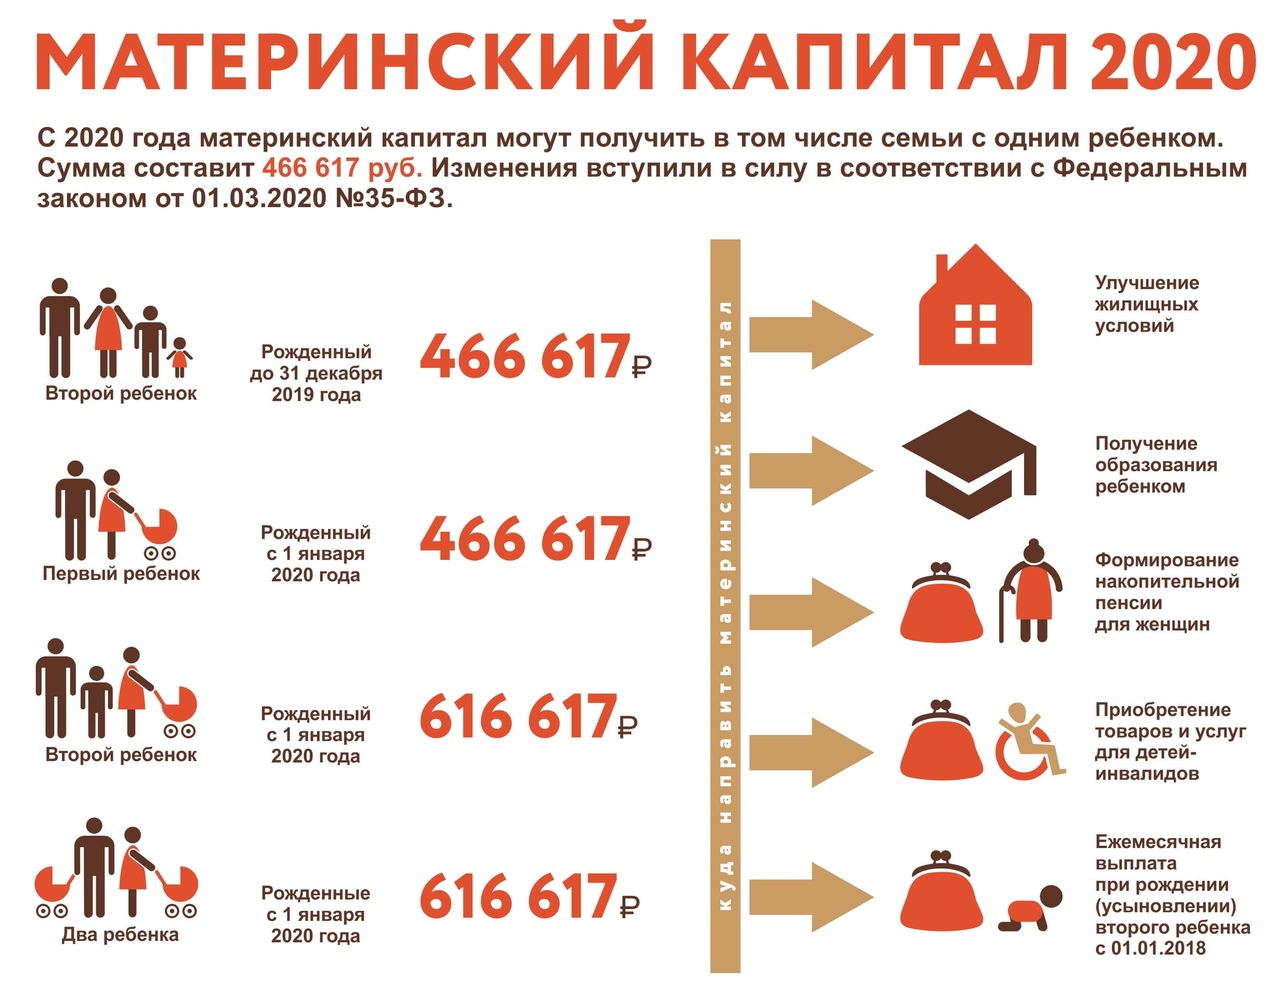 МАТЕРИНСКИЙ КАПИТАЛ 2020
С 2020 года материнский капитал могут получить в том числе семьи с одним ребенком.
Сумма составит 466 617 руб. Изменения вступили в силу в соответствии с Федеральным
законом от 01.03.2020 №35-ФЗ.
Второй ребенок
Рожденный
до 31 декабря
2019 года
466 617₽
Первый ребенок
Рожденный
с 1 января
2020 года
466 617₽
Второй ребенок
Рожденный
с 1 января
2020 года
616 617₽
Два ребенка
Рожденные
с 1 января
2020 года
616 617₽
куда направить материнский капитал
Улучшение
жилищных
условий
Получение
образования
ребенком
Формирование
накопительной
пенсии
для женщин
Приобретение
товаров и услуг
для детей-
инвалидов
Ежемесячная
выплата
при рождении
(усыновлении)
второго ребенка
с 01.01.2018